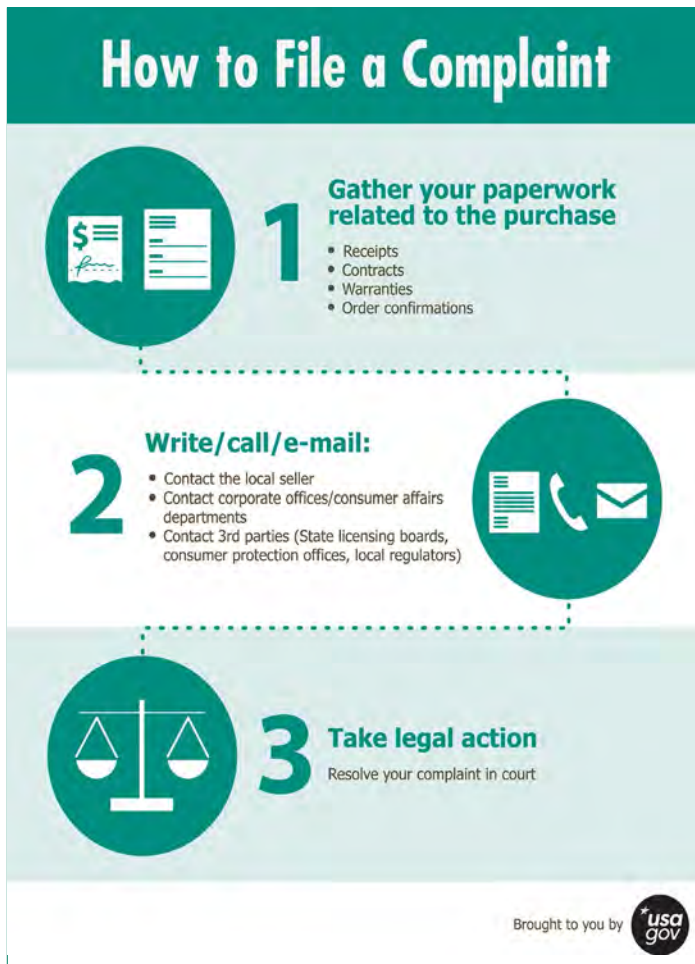 How to File a Complaint
1
Gather your paperwork
related to the purchase
• Receipts
• Contracts
• Warranties
• Order confirmations
$
2
Write/call/e-mail:
• Contact the local seller
• Contact corporate offices/consumer affairs
departments
• Contact 3rd parties (State licensing boards,
consumer protection offices, local regulators)
3
Take legal action
Resolve your complaint in court
Brought to you by
usa
gov